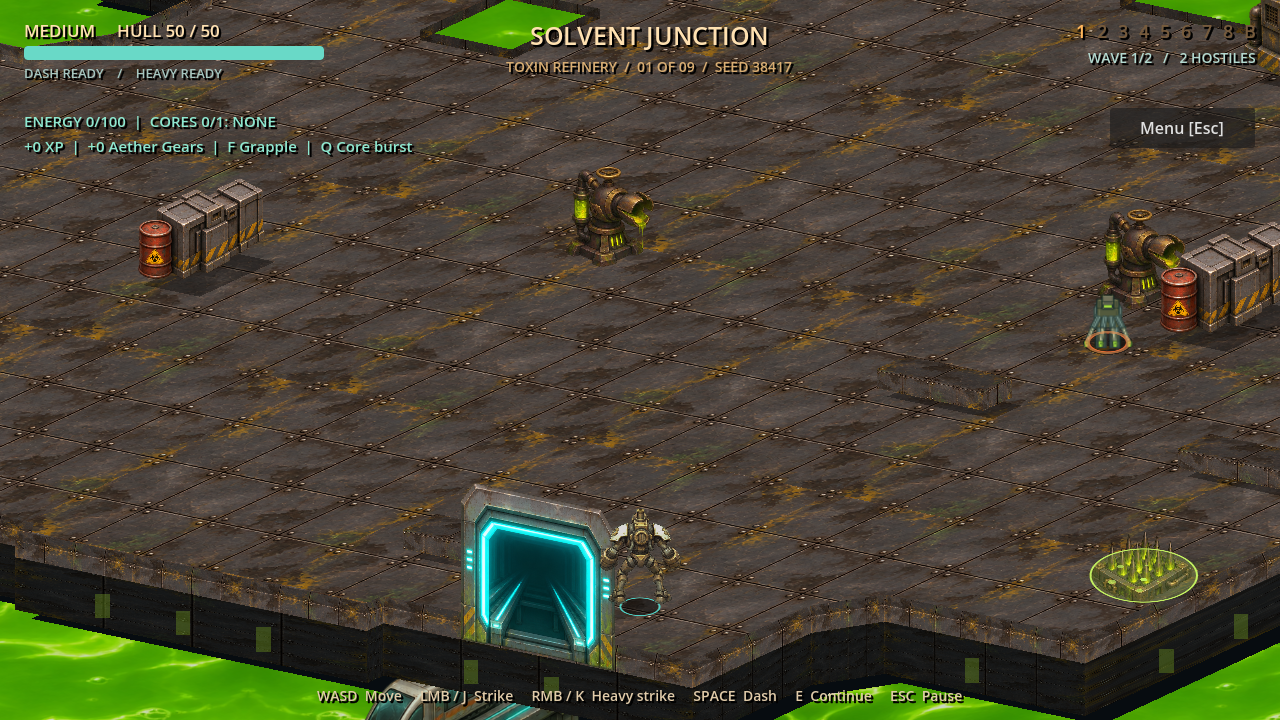 MEDIUM HULL 50 / 50
DASH READY / HEAVY READY
ENERGY 0/100 | CORES 0/1: NONE
+0 XP | +0 Aether Gears | F Grapple | Q Core burst
SOLVENT JUNCTION
TOXIN REFINERY / 01 OF 09 / SEED 38417
1 2 3 4 5 6 7 8 B
WAVE 1/2 / 2 HOSTILES
Menu [Esc]
WASD Move LMB / J Strike RMB / K Heavy strike SPACE Dash E Continue ESC Pause